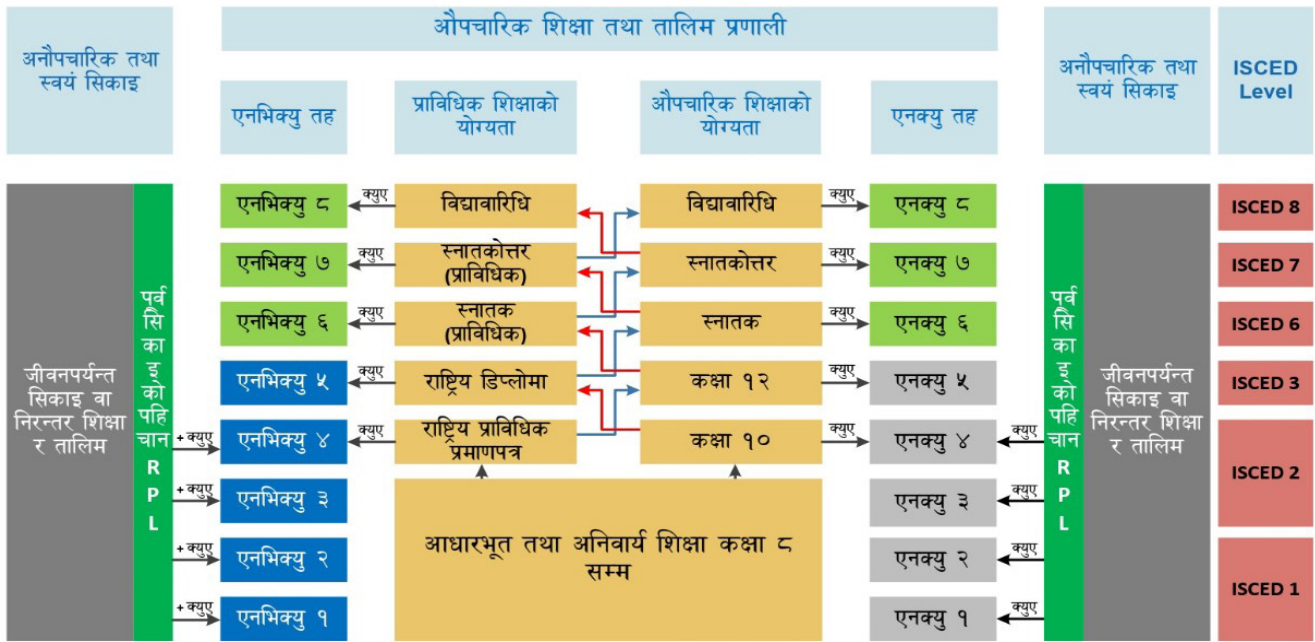 औपचारिक शिक्षा तथा तालिम प्रणाली
अनौपचारिक तथा
स्वयं सिकाइ
एनभिक्यु तह
प्राविधिक शिक्षाको
योग्यता
औपचारिक शिक्षाको
योग्यता
एनक्यु तह
अनौपचारिक तथा
स्वयं सिकाइ
ISCED
Level
एनभिक्यु ८
क्युए
विद्यावारिधि
विद्यावारिधि
क्युए
एनक्यु ८
ISCED 8
एनभिक्यु ७
क्युए
स्नातकोत्तर
(प्राविधिक)
स्नातकोत्तर
क्युए
एनक्यु ७
ISCED 7
एनभिक्यु ६
क्युए
स्नातक
(प्राविधिक)
स्नातक
क्युए
एनक्यु ६
ISCED 6
एनभिक्यु ५
क्युए
राष्ट्रिय डिप्लोमा
कक्षा १२
क्युए
एनक्यु ५
ISCED 3
जीवनपर्यन्त
सिकाइ वा
निरन्तर शिक्षा
र तालिम
पूर्व
सि
का
इ
को
पहि
चान
R
P
L
+ क्युए
एनभिक्यु ४
क्युए
राष्ट्रिय प्राविधिक
प्रमाणपत्र
कक्षा १०
क्युए
एनक्यु ४
क्युए
पूर्व
सि
का
इ
को
पहि
चान
R
P
L
जीवनपर्यन्त
सिकाइ वा
निरन्तर शिक्षा
र तालिम
ISCED 2
+ क्युए
एनभिक्यु ३
एनक्यु ३
क्युए
आधारभूत तथा अनिवार्य शिक्षा कक्षा ८
सम्म
+ क्युए
एनभिक्यु २
एनक्यु २
क्युए
ISCED 1
+ क्युए
एनभिक्यु १
एनक्यु १
क्युए